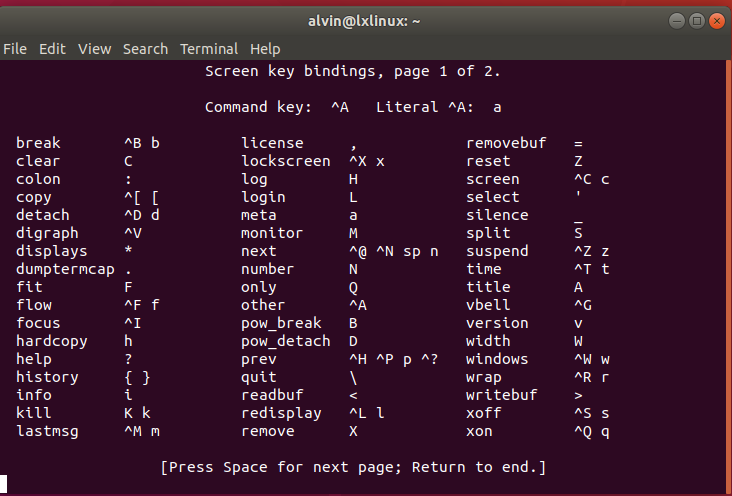 alvin@lxlinux: ~
File Edit View Search Terminal Help
Screen key bindings, page 1 of 2.
Command key: ^A Literal ^A: a
break ^B b license , removebuf =
clear C lockscreen ^X x reset Z
colon : log H screen ^C c
copy ^[ [ login L select '
detach ^D d meta a silence _
digraph ^V monitor M split S
displays * next ^@ ^N sp n suspend ^Z z
dumptermcap . number N time ^T t
fit F only Q title A
flow ^F f other ^A vbell ^G
focus ^I pow_break B version v
hardcopy h pow_detach D width W
help ? prev ^H ^P p ^? windows ^W w
history { } quit \ wrap ^R r
info i readbuf < writebuf >
kill K k redisplay ^L l xoff ^S s
lastmsg ^M m remove X xon ^Q q
[Press Space for next page; Return to end.]